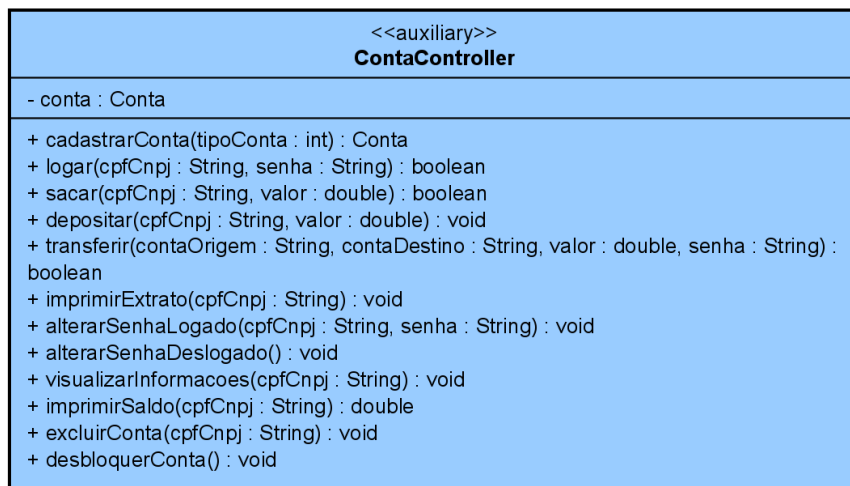 <<auxiliary>>
ContaController
- conta : Conta
+ cadastrarConta(tipoConta : int) : Conta
+ logar(cpfCnpj : String, senha : String) : boolean
+ sacar(cpfCnpj : String, valor : double) : boolean
+ depositar(cpfCnpj : String, valor : double) : void
+ transferir(contaOrigem : String, contaDestino : String, valor : double, senha : String) :
boolean
+ imprimirExtrato(cpfCnpj : String) : void
+ alterarSenhaLogado(cpfCnpj : String, senha : String) : void
+ alterarSenhaDeslogado() : void
+ visualizarInformacoes(cpfCnpj : String) : void
+ imprimirSaldo(cpfCnpj : String) : double
+ excluirConta(cpfCnpj : String) : void
+ desbloquerConta() : void